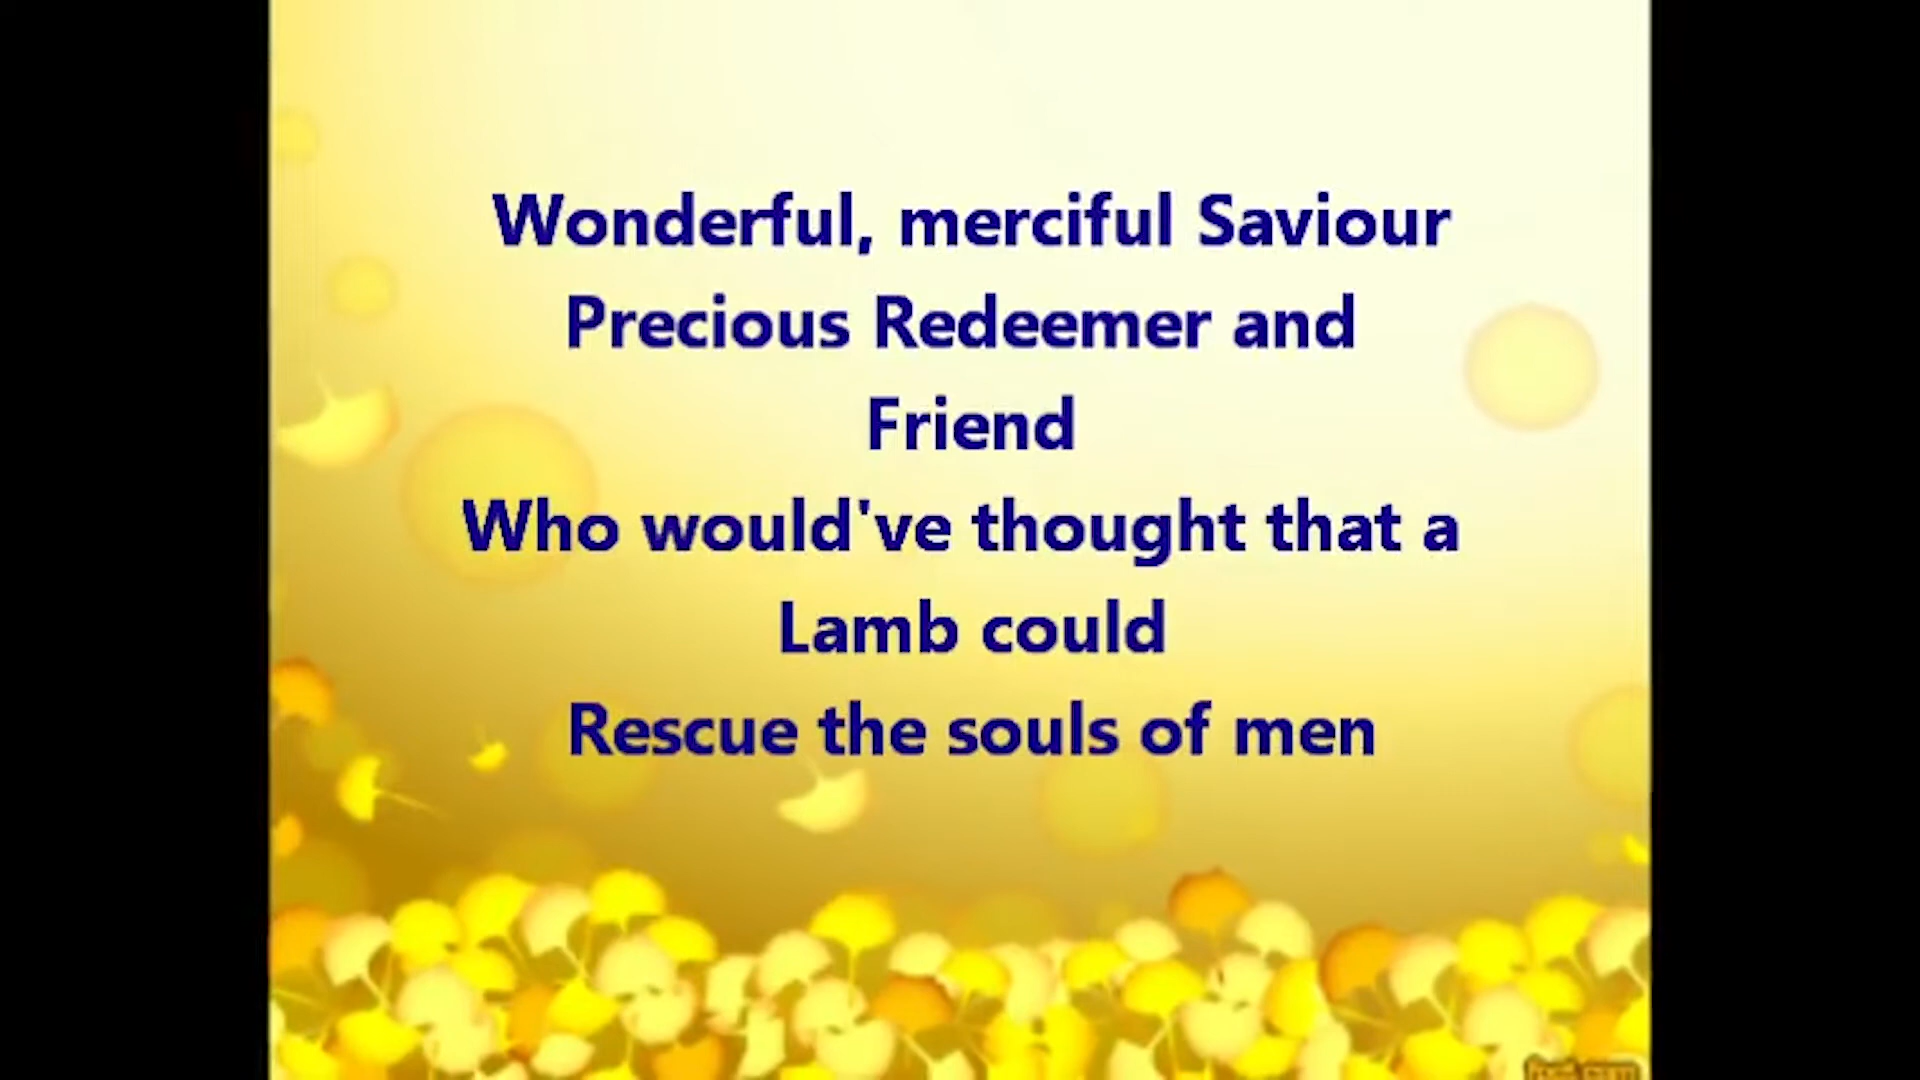 Wonderful, merciful Saviour
Precious Redeemer and
Friend
Who would've thought that a
Lamb could
Rescue the souls of men